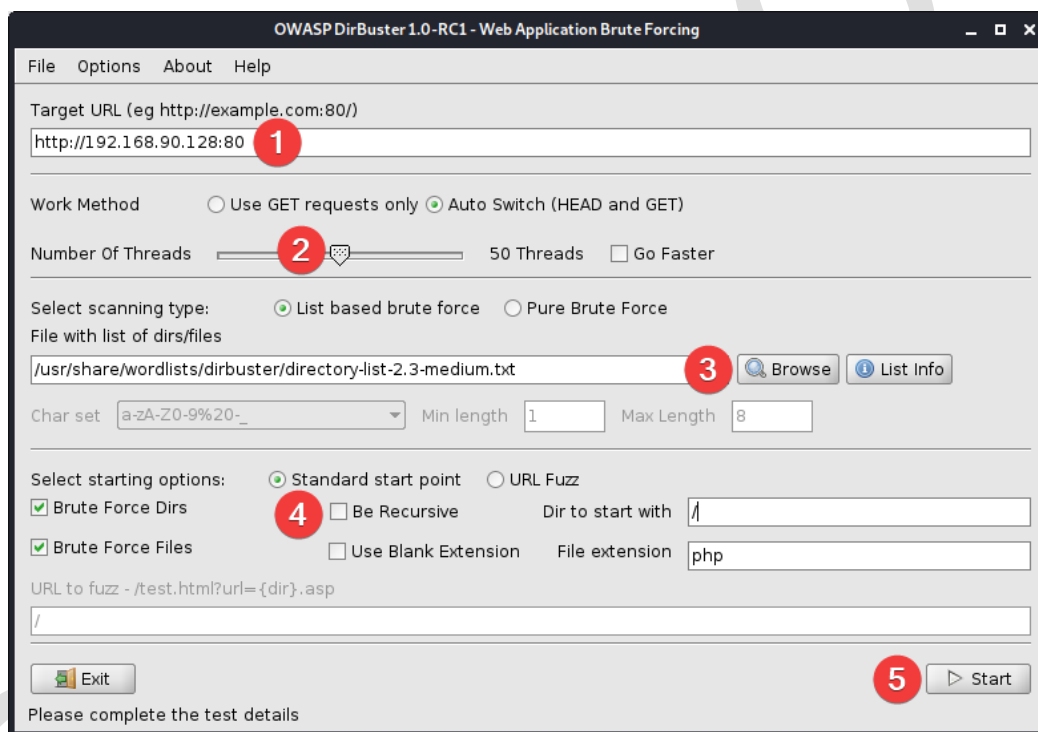 OWASP DirBuster 1.0-RC1 - Web Application Brute Forcing
File Options About Help
Target URL (eg http://example.com:80/)
http://192.168.90.128:80 1
Work Method Use GET requests only Auto Switch (HEAD and GET)
Number Of Threads 2 50 Threads Go Faster
Select scanning type: List based brute force Pure Brute Force
File with list of dirs/files
/usr/share/wordlists/dirbuster/directory-list-2.3-medium.txt 3 Browse List Info
Char set a-zA-Z0-9%20-_ Min length 1 Max Length 8
Select starting options: Standard start point URL Fuzz
Brute Force Dirs 4 Be Recursive Dir to start with /
Brute Force Files Use Blank Extension File extension php
URL to fuzz - /test.html?url={dir}.asp
/
Exit 5 Start
Please complete the test details